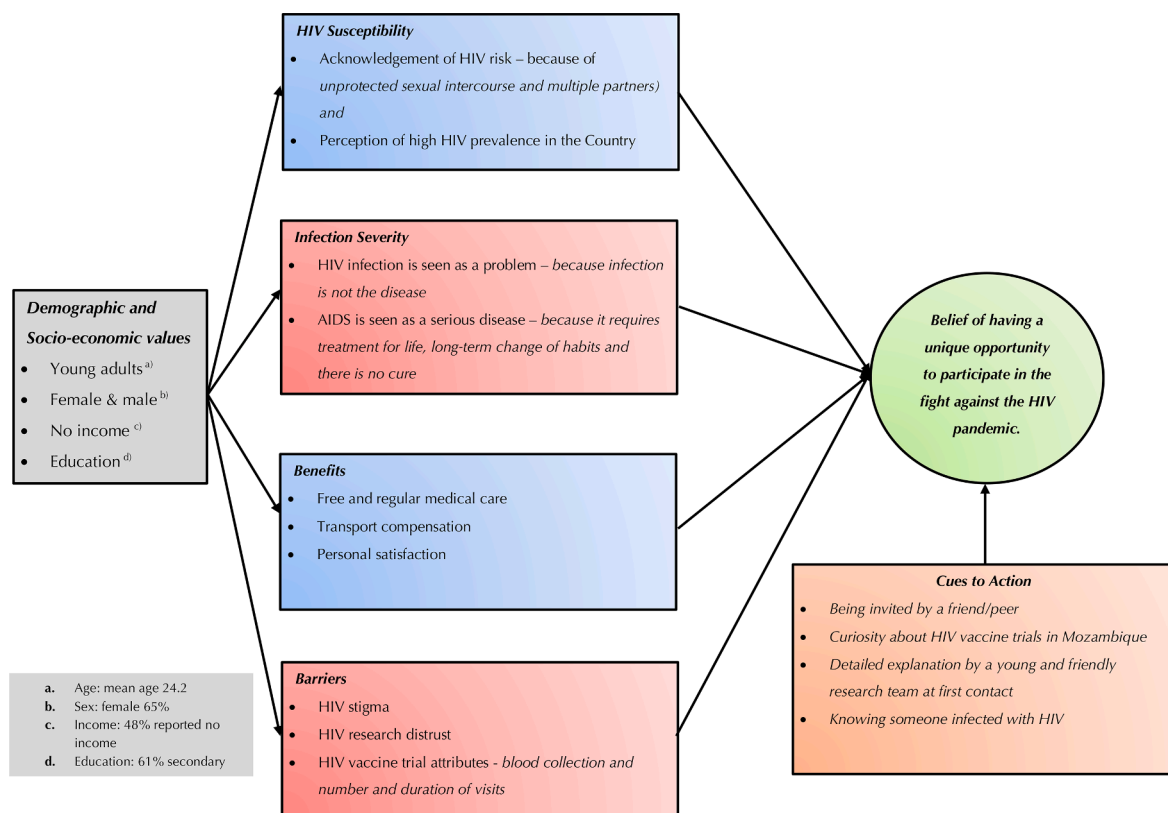 HIV Susceptibility
• Acknowledgement of HIV risk – because of
unprotected sexual intercourse and multiple partners)
and
• Perception of high HIV prevalence in the Country
Infection Severity
• HIV infection is seen as a problem – because infection
is not the disease
• AIDS is seen as a serious disease – because it requires
treatment for life, long-term change of habits and
there is no cure
Demographic and
Socio-economic values
• Young adults a)
• Female & male b)
• No income c)
• Education d)
Belief of having a
unique opportunity
to participate in the
fight against the HIV
pandemic.
Benefits
• Free and regular medical care
• Transport compensation
• Personal satisfaction
Cues to Action
• Being invited by a friend/peer
• Curiosity about HIV vaccine trials in Mozambique
• Detailed explanation by a young and friendly
research team at first contact
• Knowing someone infected with HIV
Barriers
• HIV stigma
• HIV research distrust
• HIV vaccine trial attributes - blood collection and
number and duration of visits
a. Age: mean age 24.2
b. Sex: female 65%
c. Income: 48% reported no
income
d. Education: 61% secondary